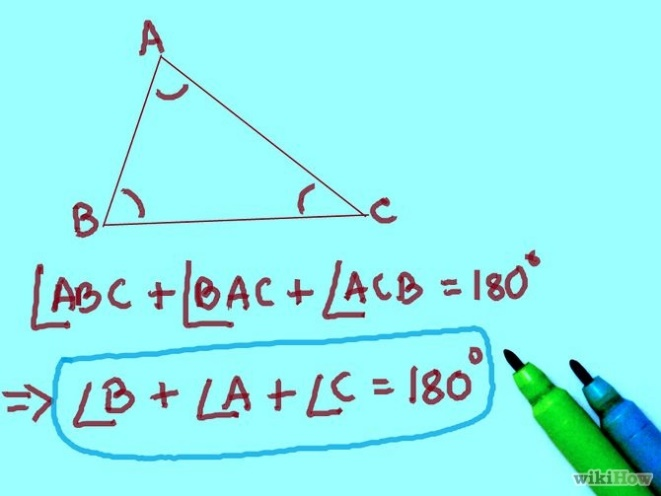 A
B
C
∠ABC + ∠BAC + ∠ACB = 180°
⇒ ∠B + ∠A + ∠C = 180°
wikiHow